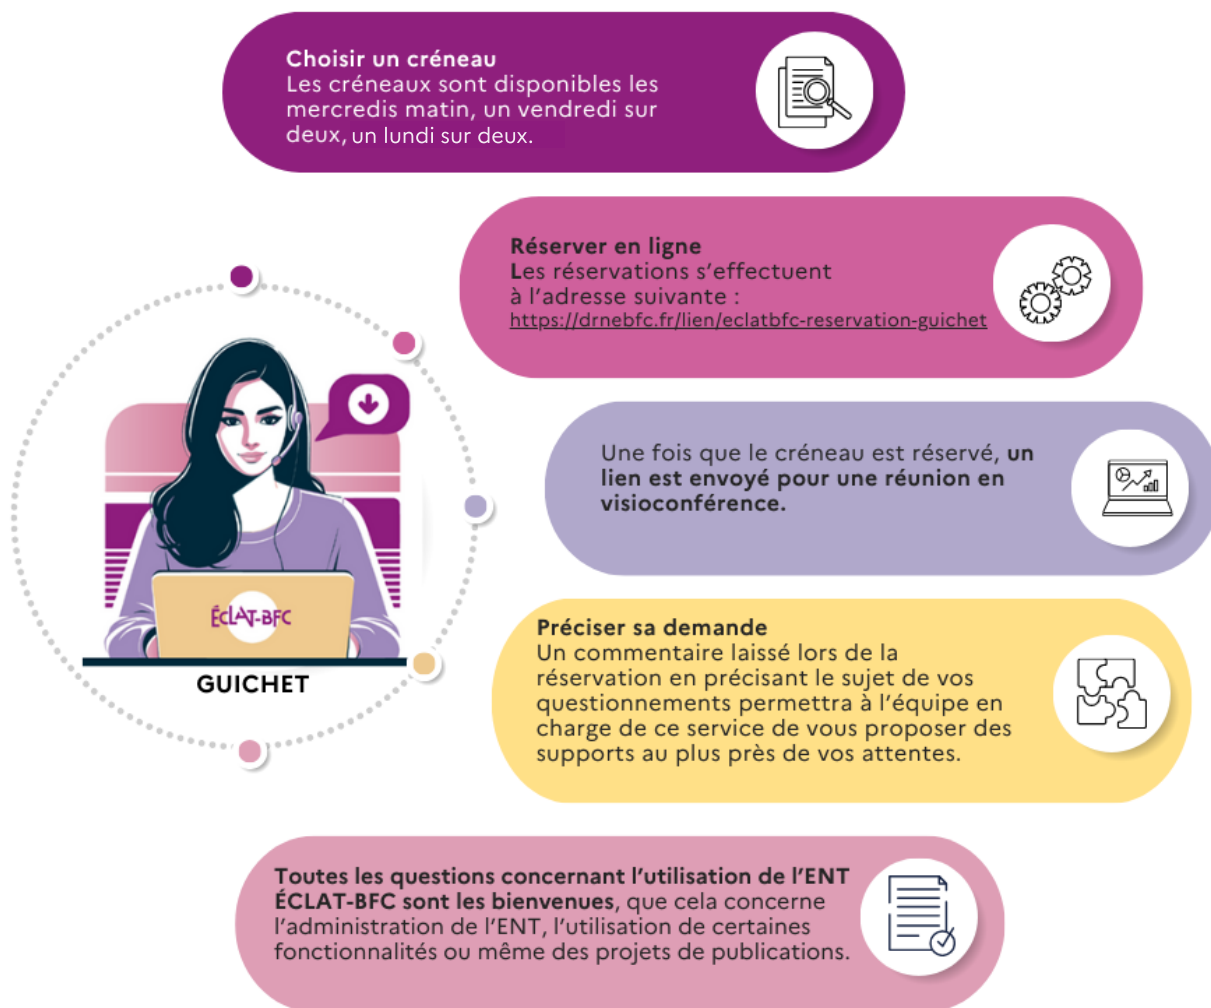 Choisir un créneau
Les créneaux sont disponibles les
mercredis matin, un vendredi sur
deux, un lundi sur deux.
Réserver en ligne
Les réservations s'effectuent
à l'adresse suivante :
https://drnebfc.fr/lien/eclatbfc-reservation-guichet
Une fois que le créneau est réservé, un
lien est envoyé pour une réunion en
visioconférence.
ÉCLAT-BFC
GUICHET
Préciser sa demande
Un commentaire laissé lors de la
réservation en précisant le sujet de vos
questionnements permettra à l'équipe en
charge de ce service de vous proposer des
supports au plus près de vos attentes.
Toutes les questions concernant l'utilisation de l'ENT
ÉCLAT-BFC sont les bienvenues, que cela concerne
l'administration de l'ENT, l'utilisation de certaines
fonctionnalités ou même des projets de publications.